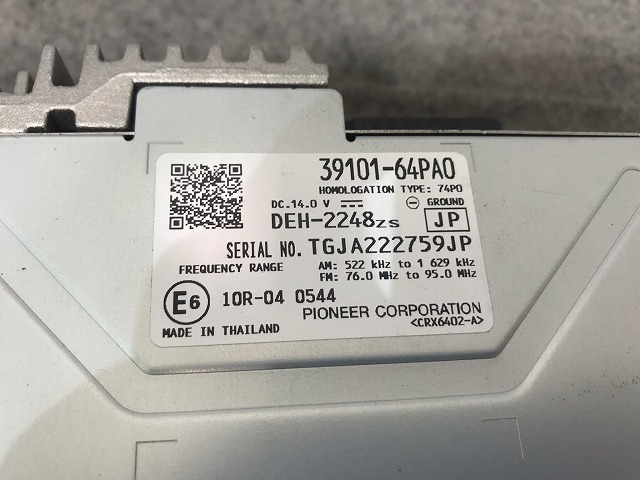 39101-64PA0
HOMOLOGATION TYPE: 74P0
DC.14.0 V
GROUND
DEH-2248zs
JP
SERIAL NO. TGJA222759JP
FREQUENCY RANGE
AM: 522 kHz to 1 629 kHz
FM: 76.0 MHz to 95.0 MHz
E6
10R-04 0544
PIONEER CORPORATION
MADE IN THAILAND
<CRX6402-A>